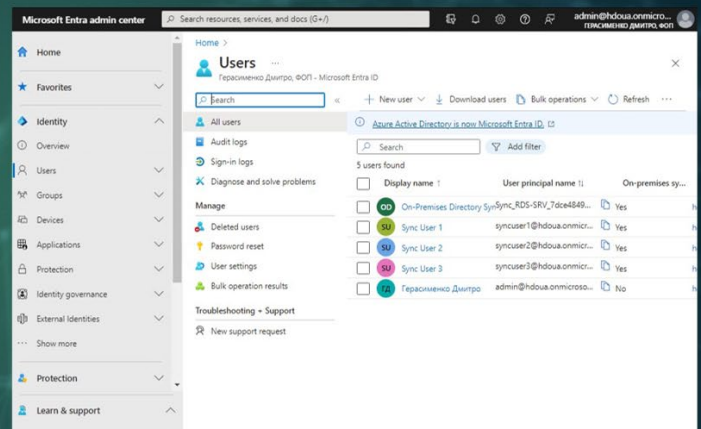 Microsoft Entra admin center
Search resources, services, and docs (G+/)
admin@hdoua.onmicro...
ГЕРАСИМЕНКО ДМИТРО, ФОП
Home
Favorites
Identity
Overview
Users
Groups
Devices
Applications
Protection
Identity governance
External Identities
Show more
Protection
Learn & support
Home >
Users ...
Герасименко Дмитро, ФОП - Microsoft Entra ID
Search
All users
Audit logs
Sign-in logs
Diagnose and solve problems
Manage
Deleted users
Password reset
User settings
Bulk operation results
Troubleshooting + Support
New support request
New user
Download users
Bulk operations
Refresh
Azure Active Directory is now Microsoft Entra ID.
Search
Add filter
5 users found
Display name ↑ User principal name ↑↓ On-premises sy...
OD On-Premises Directory Syn Sync_RDS-SRV_7dce4849... Yes
SU Sync User 1 syncuser1@hdoua.onmicr... Yes
SU Sync User 2 syncuser2@hdoua.onmicr... Yes
SU Sync User 3 syncuser3@hdoua.onmicr... Yes
ГД Герасименко Дмитро admin@hdoua.onmicroso... No